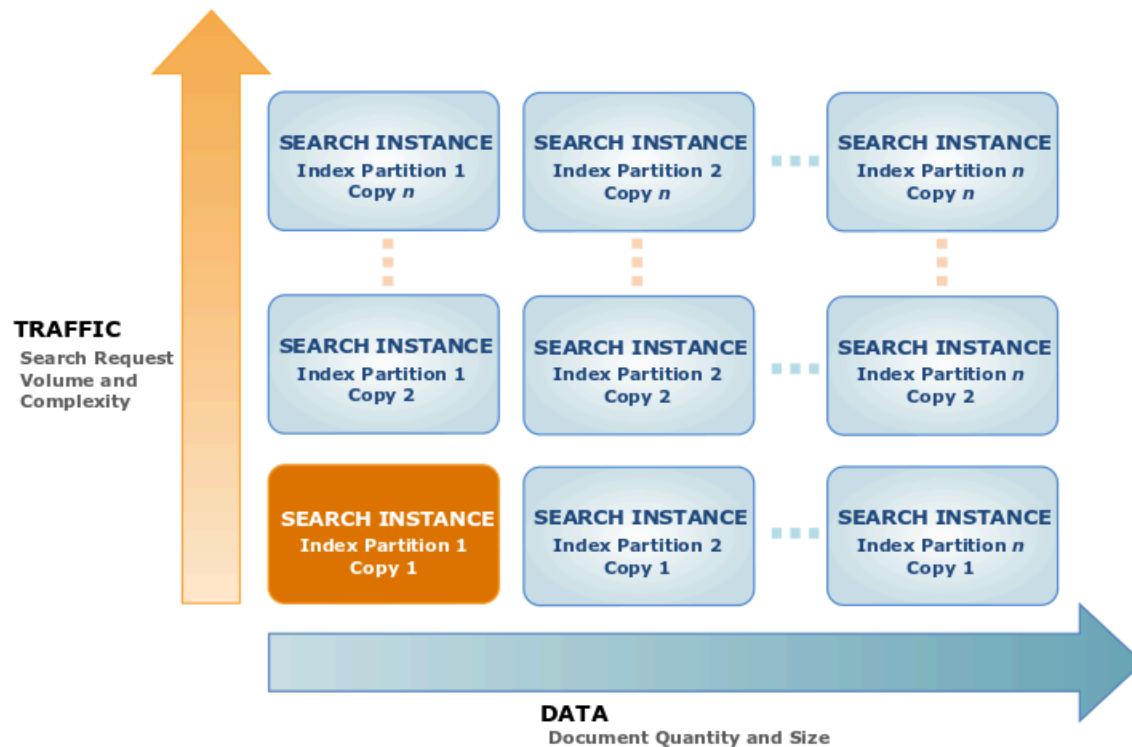 SEARCH INSTANCE
Index Partition 1
Copy n
SEARCH INSTANCE
Index Partition 2
Copy n
SEARCH INSTANCE
Index Partition n
Copy n
TRAFFIC
Search Request
Volume and
Complexity
SEARCH INSTANCE
Index Partition 1
Copy 2
SEARCH INSTANCE
Index Partition 2
Copy 2
SEARCH INSTANCE
Index Partition n
Copy 2
SEARCH INSTANCE
Index Partition 1
Copy 1
SEARCH INSTANCE
Index Partition 2
Copy 1
SEARCH INSTANCE
Index Partition n
Copy 1
DATA
Document Quantity and Size